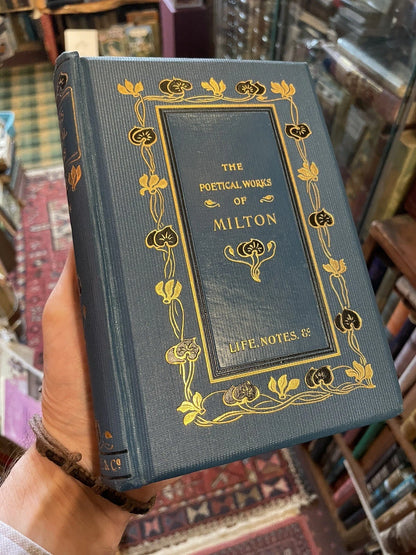 THE
POETICAL WORKS
OF
MILTON
LIFE, NOTES, &c